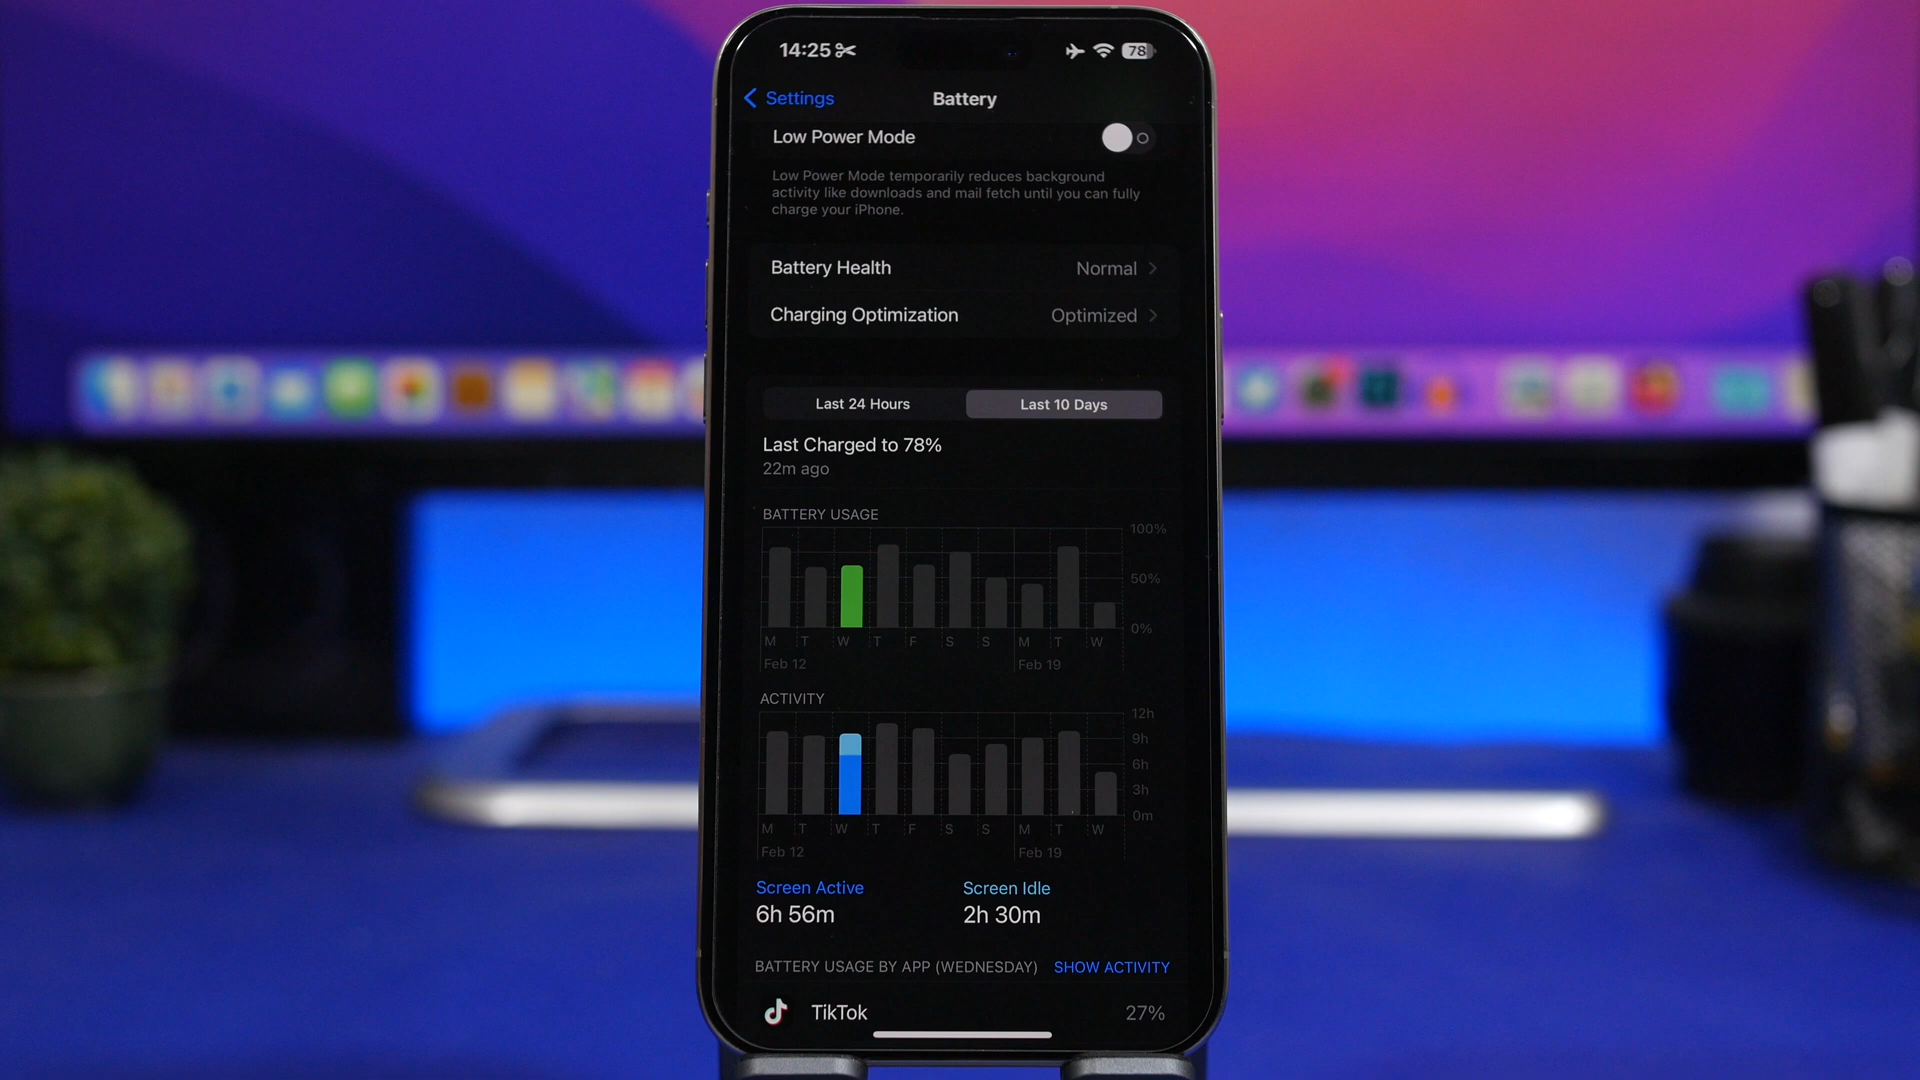 14:25
78
Settings
Battery
Low Power Mode
Low Power Mode temporarily reduces background
activity like downloads and mail fetch until you can fully
charge your iPhone.
Battery Health Normal
Charging Optimization Optimized
Last 24 Hours Last 10 Days
Last Charged to 78%
22m ago
BATTERY USAGE
100%
50%
0%
M T W T F S S M T W
Feb 12 Feb 19
ACTIVITY
12h
9h
6h
3h
0m
M T W T F S S M T W
Feb 12 Feb 19
Screen Active Screen Idle
6h 56m 2h 30m
BATTERY USAGE BY APP (WEDNESDAY) SHOW ACTIVITY
TikTok 27%